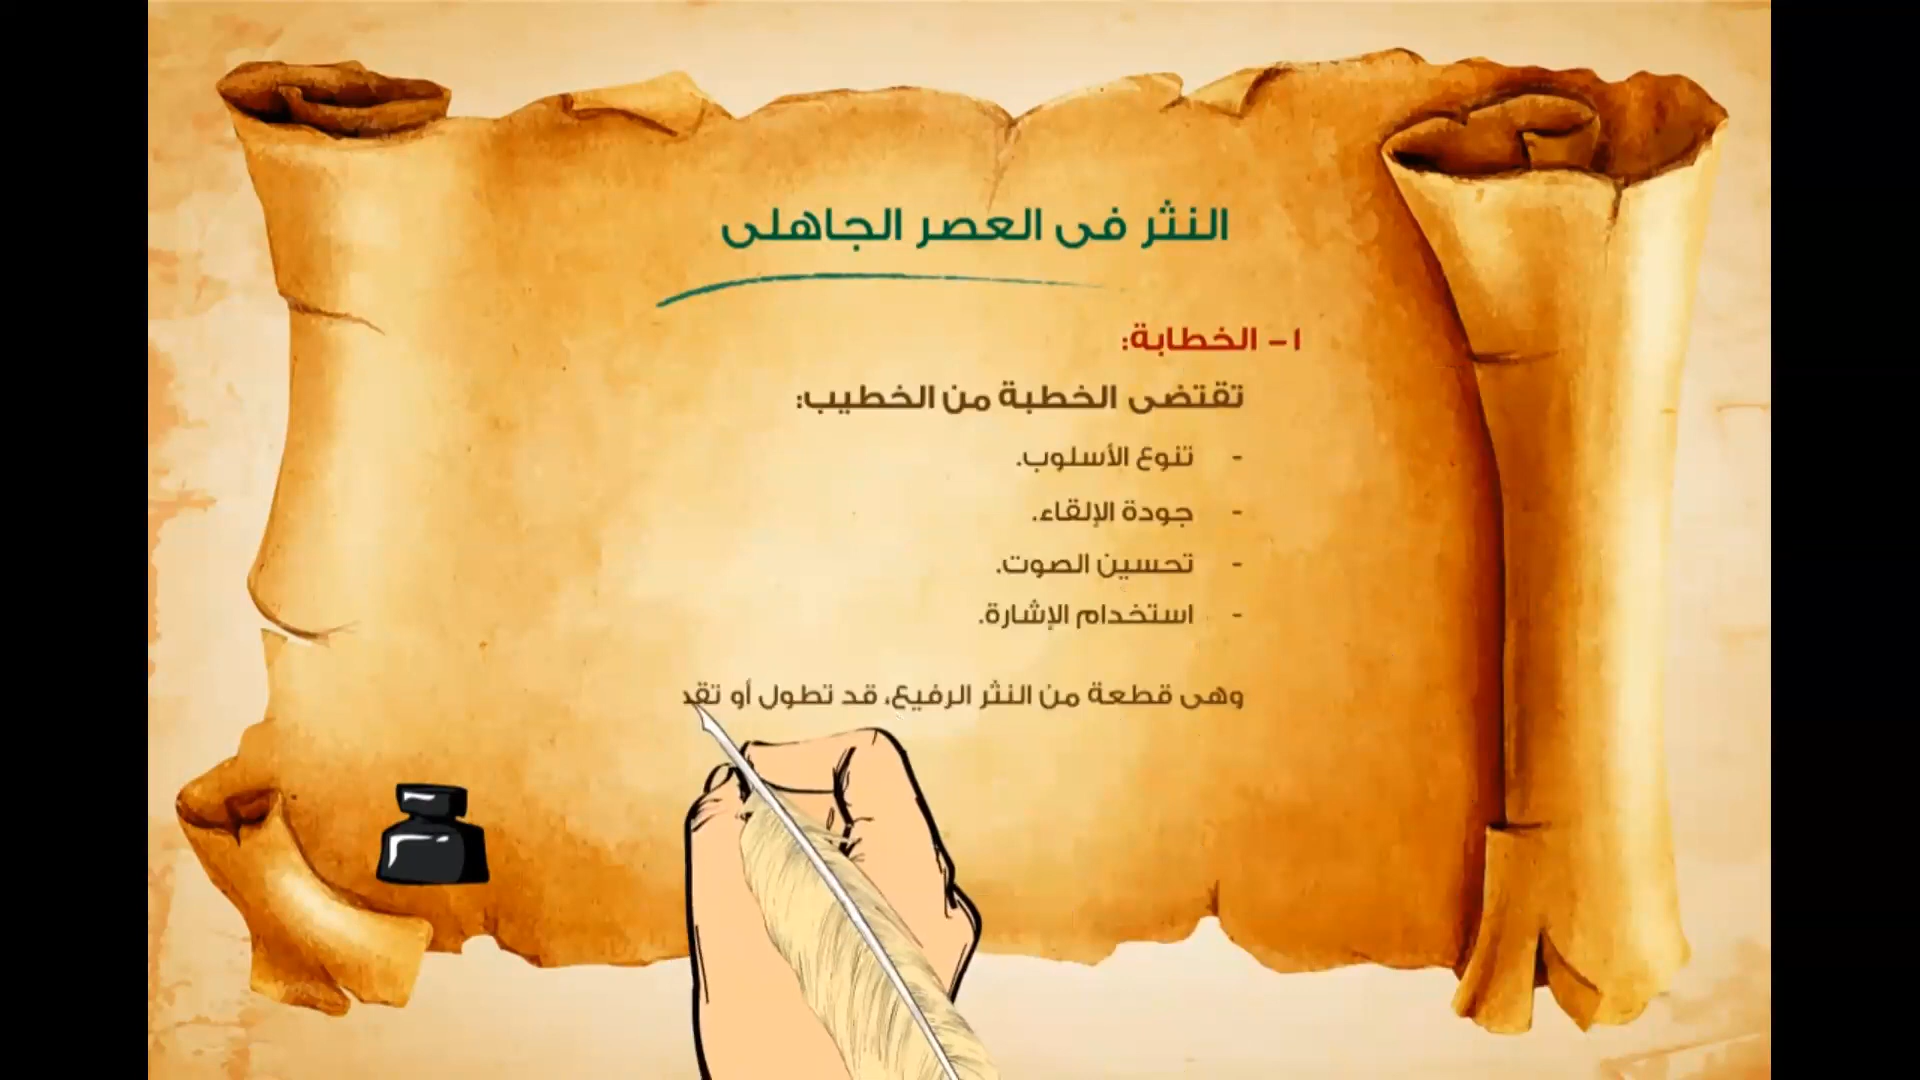 النثر فى العصر الجاهلى
١- الخطابة:
تقتضى الخطبة من الخطيب:
- تنوع الأسلوب.
- جودة الإلقاء.
- تحسين الصوت.
- استخدام الإشارة.
وهى قطعة من النثر الرفيع، قد تطول أو